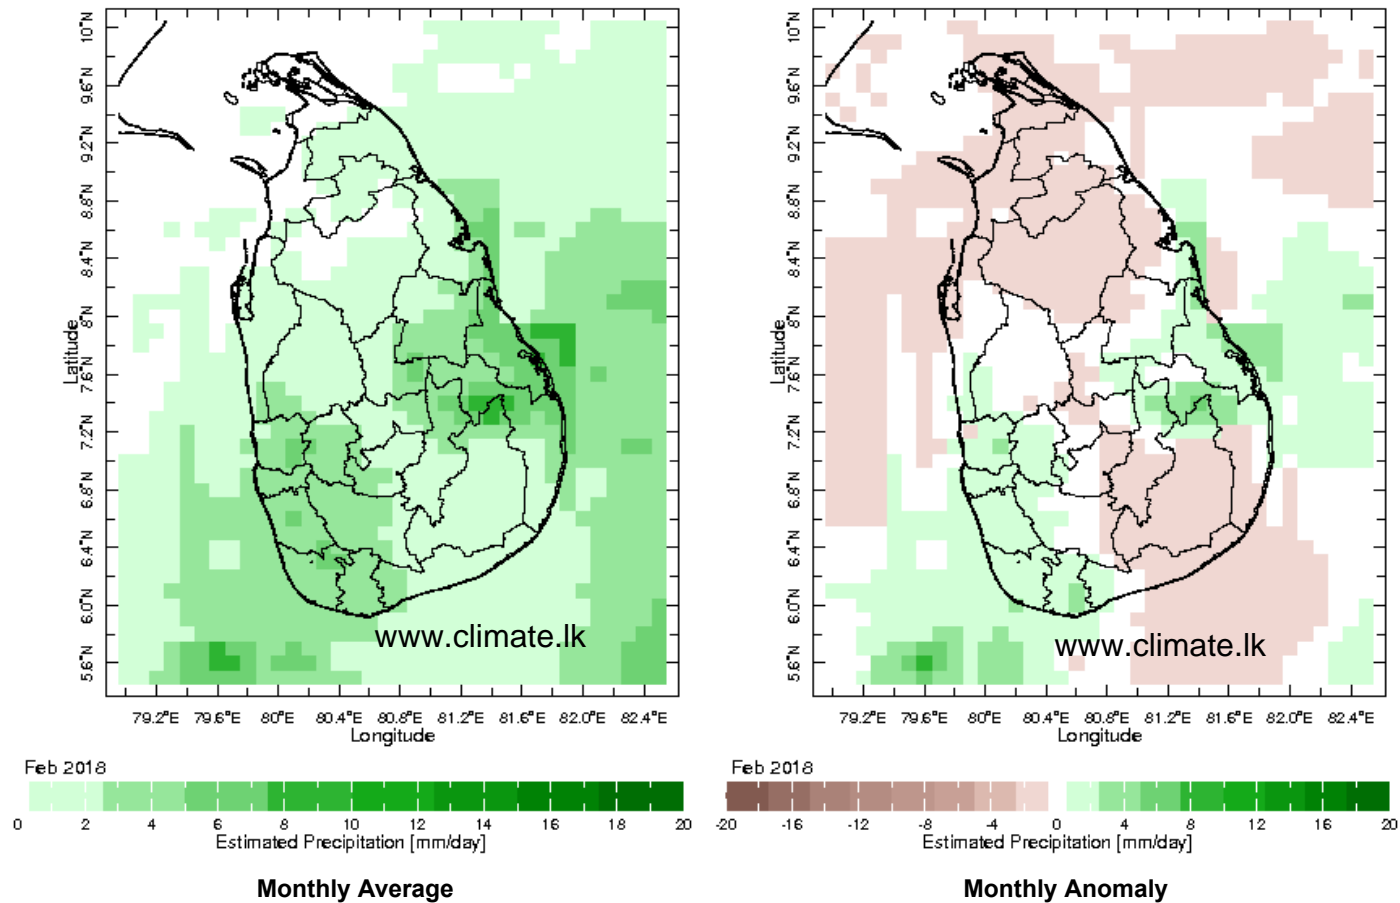 10°N
9.6°N
9.2°N
8.8°N
8.4°N
8°N
7.6°N
7.2°N
6.8°N
6.4°N
6.0°N
5.6°N
Latitude
www.climate.lk
79.2°E 79.6°E 80°E 80.4°E 80.8°E 81.2°E 81.6°E 82.0°E 82.4°E
Longitude
Feb 2018
0 2 4 6 8 10 12 14 16 18 20
Estimated Precipitation [mm/day]
Monthly Average
10°N
9.6°N
9.2°N
8.8°N
8.4°N
8°N
7.6°N
7.2°N
6.8°N
6.4°N
6.0°N
5.6°N
Latitude
www.climate.lk
79.2°E 79.6°E 80°E 80.4°E 80.8°E 81.2°E 81.6°E 82.0°E 82.4°E
Longitude
Feb 2018
-20 -16 -12 -8 -4 0 4 8 12 16 20
Estimated Precipitation [mm/day]
Monthly Anomaly